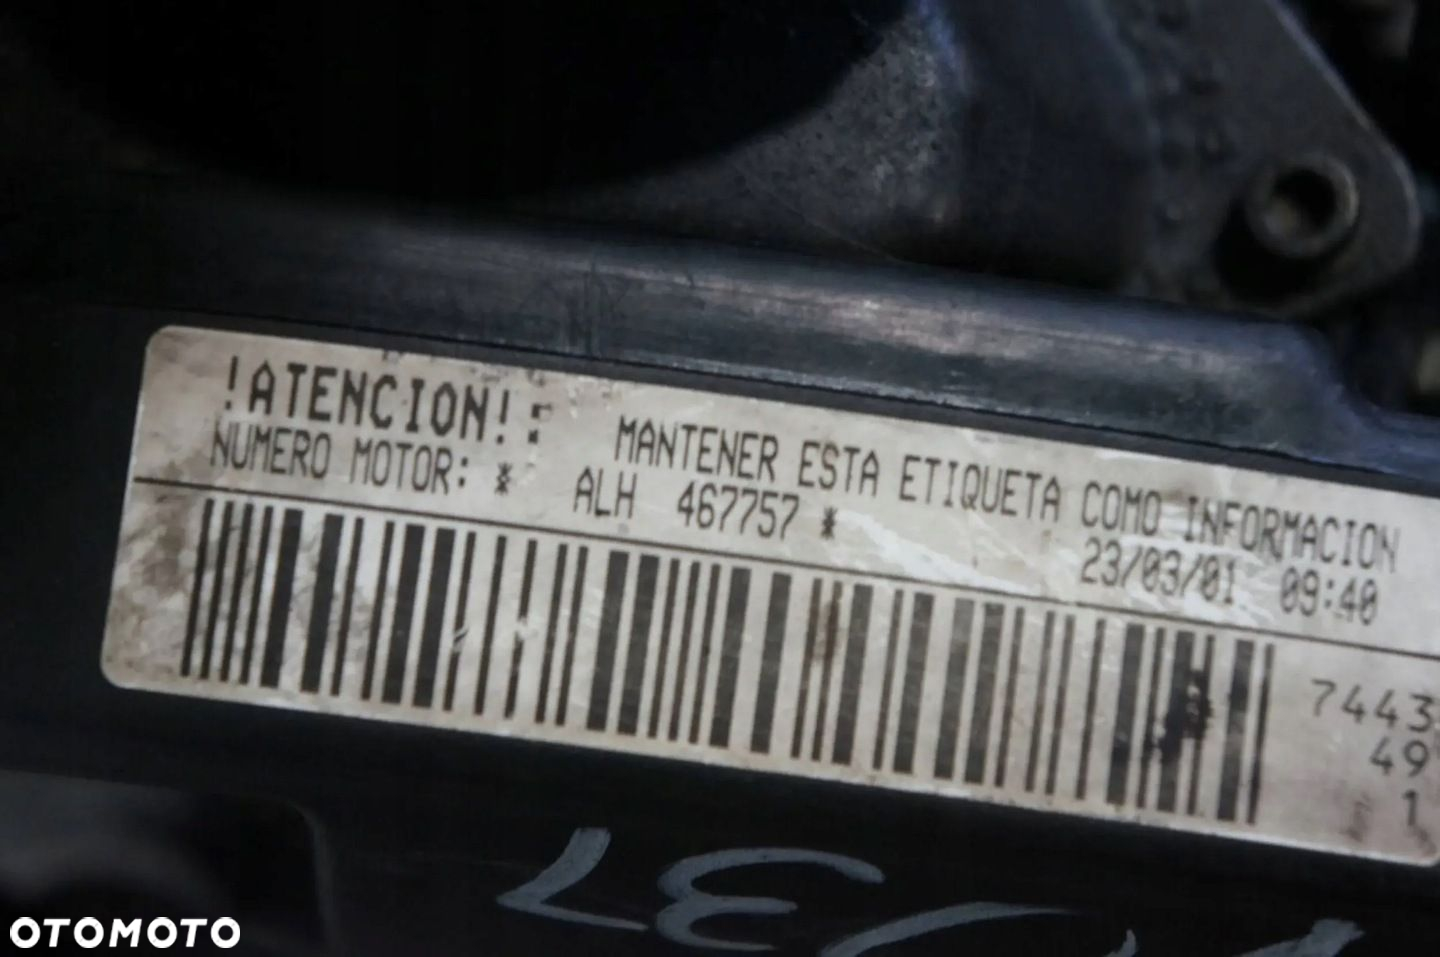 !ATENCION!: MANTENER ESTA ETIQUETA COMO INFORMACION
NUMERO MOTOR: * ALH 467757 * 23/03/01 09:40
7443
49
1
OTOMOTO